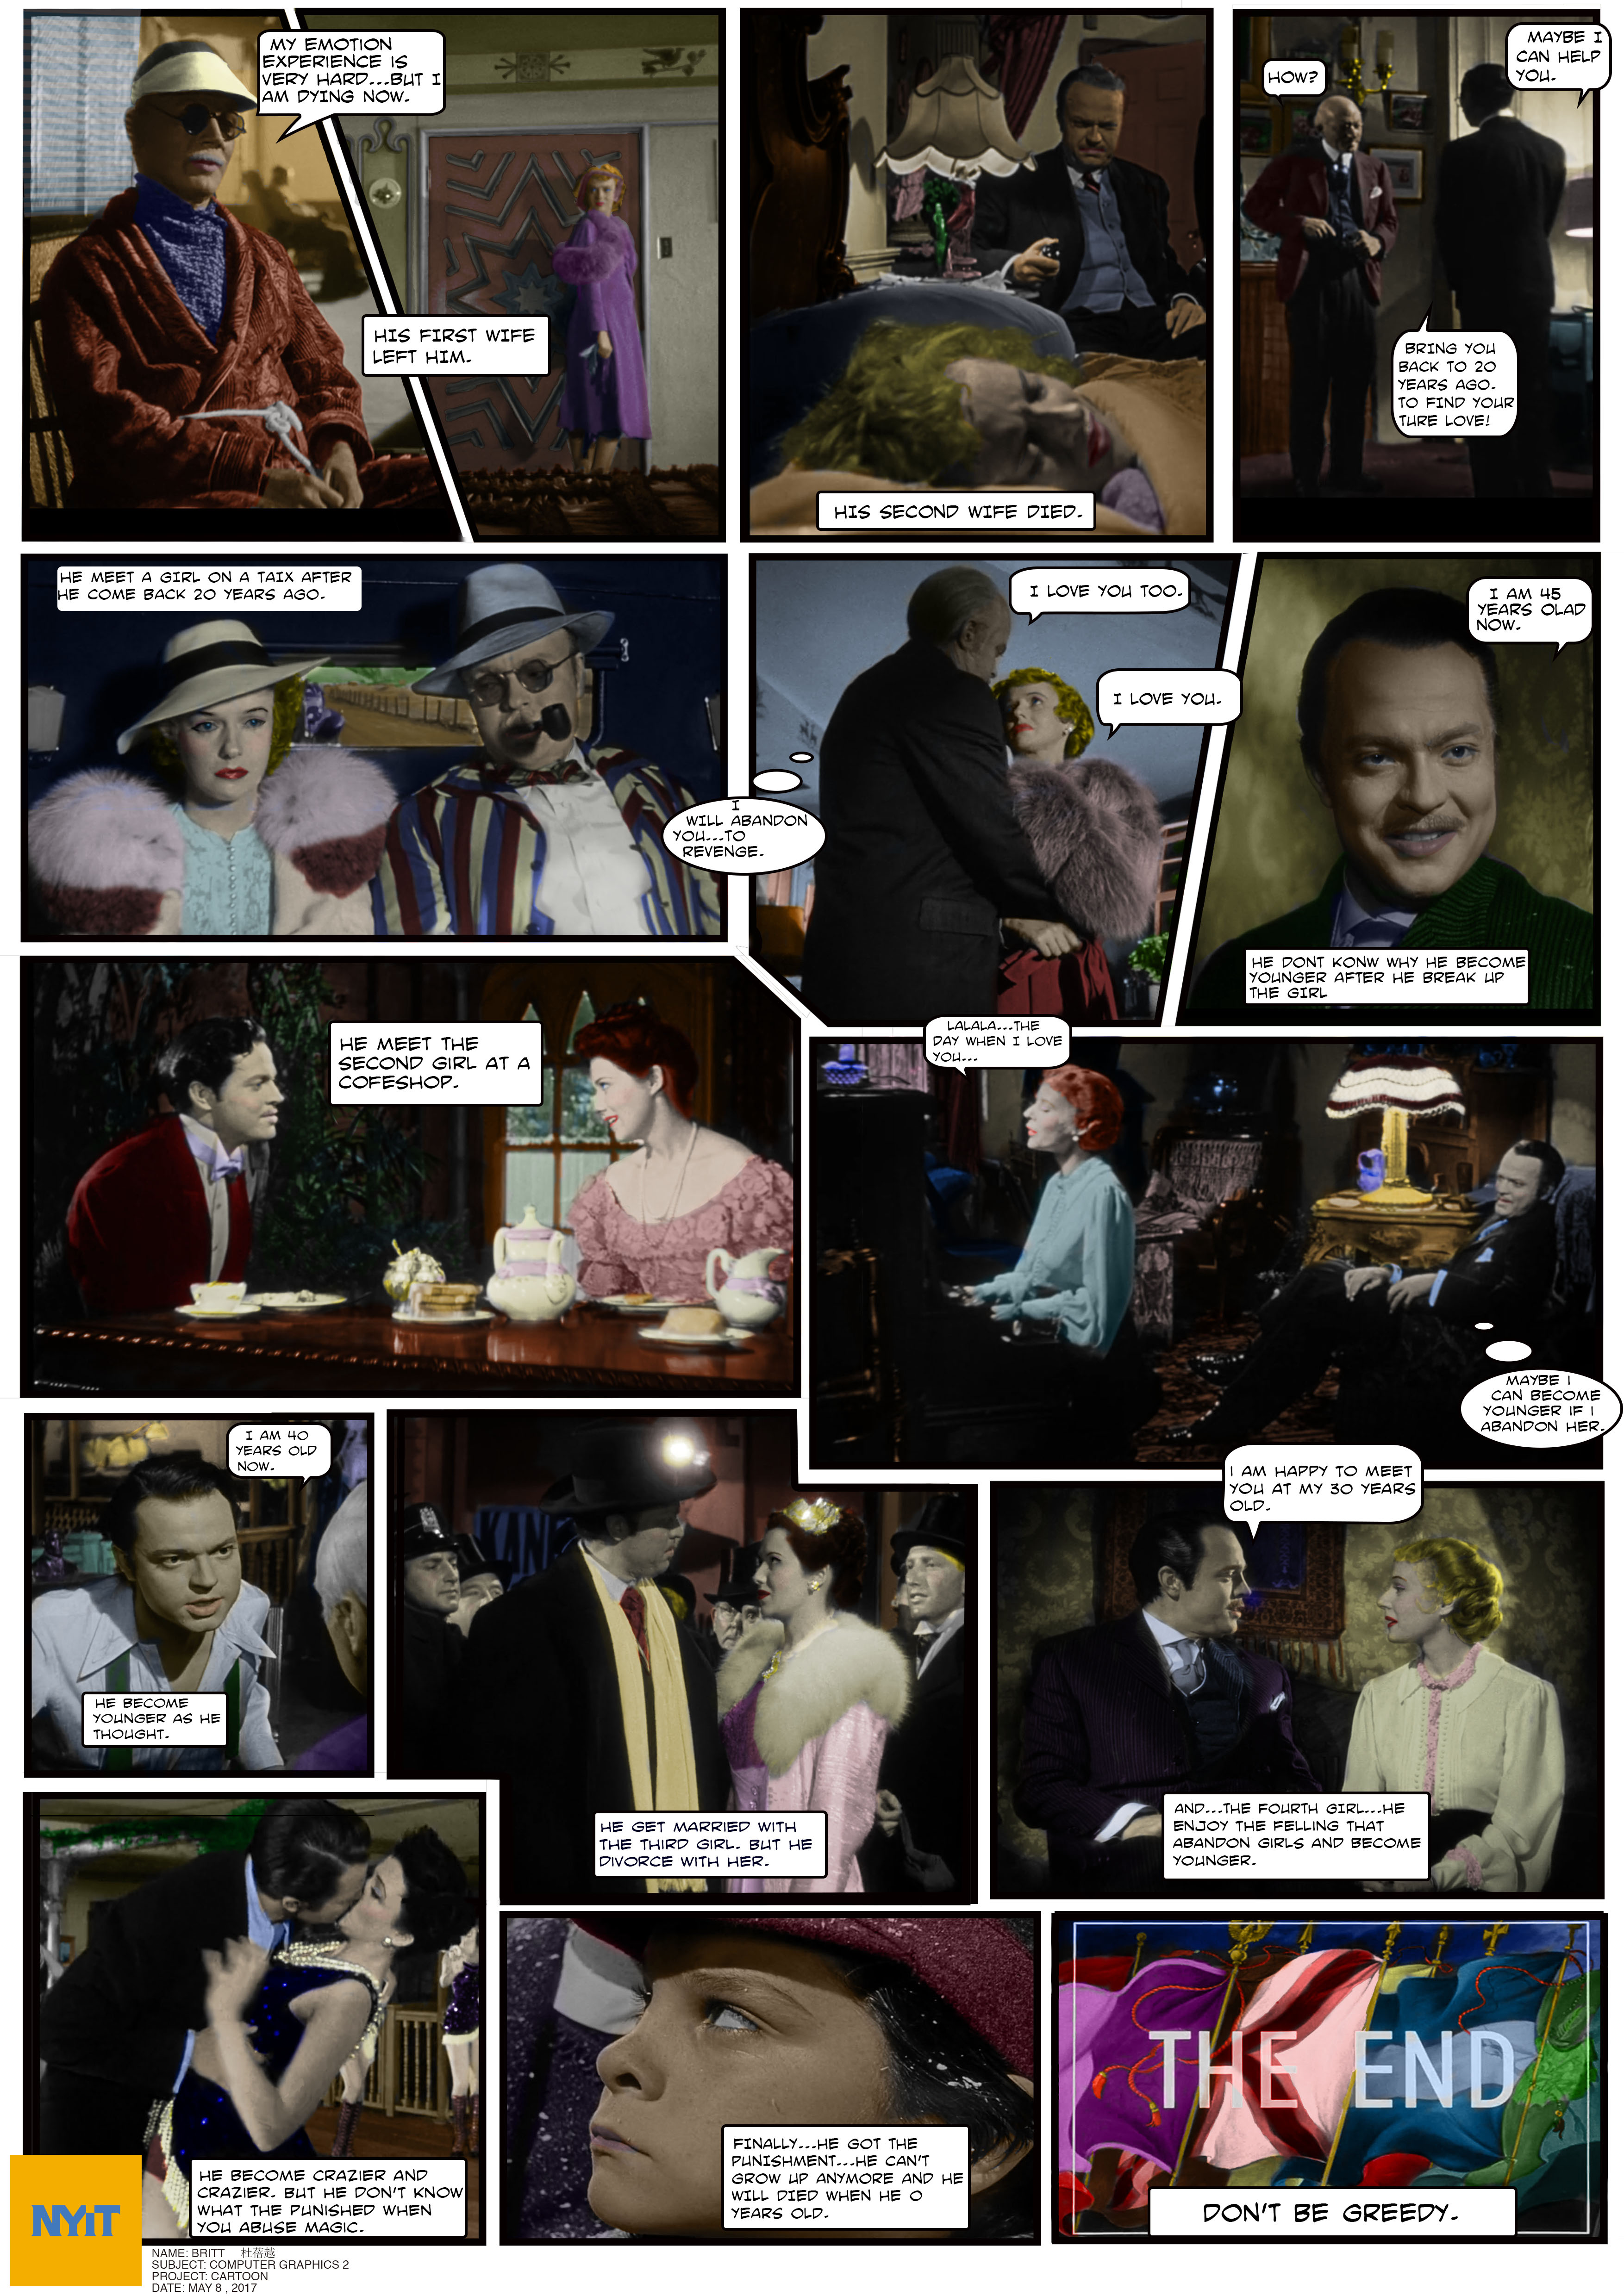 MY EMOTION
EXPERIENCE IS
VERY HARD...BUT I
AM DYING NOW.
HIS FIRST WIFE
LEFT HIM.
HIS SECOND WIFE DIED.
MAYBE I
CAN HELP
YOU.
HOW?
BRING YOU
BACK TO 20
YEARS AGO.
TO FIND YOUR
TURE LOVE!
HE MEET A GIRL ON A TAIX AFTER
HE COME BACK 20 YEARS AGO.
I LOVE YOU TOO.
I LOVE YOU.
I
WILL ABANDON
YOU...TO
REVENGE.
I AM 45
YEARS OLAD
NOW.
HE DONT KONW WHY HE BECOME
YOUNGER AFTER HE BREAK UP
THE GIRL
HE MEET THE
SECOND GIRL AT A
COFESHOP.
LALALA...THE
DAY WHEN I LOVE
YOU...
MAYBE I
CAN BECOME
YOUNGER IF I
ABANDON HER.
I AM 40
YEARS OLD
NOW.
HE BECOME
YOUNGER AS HE
THOUGHT.
HE GET MARRIED WITH
THE THIRD GIRL. BUT HE
DIVORCE WITH HER.
I AM HAPPY TO MEET
YOU AT MY 30 YEARS
OLD.
AND...THE FOURTH GIRL...HE
ENJOY THE FELLING THAT
ABANDON GIRLS AND BECOME
YOUNGER.
HE BECOME CRAZIER AND
CRAZIER. BUT HE DON'T KNOW
WHAT THE PUNISHED WHEN
YOU ABUSE MAGIC.
FINALLY...HE GOT THE
PUNISHMENT...HE CAN'T
GROW UP ANYMORE AND HE
WILL DIED WHEN HE 0
YEARS OLD.
THE END
DON'T BE GREEDY.
NYiT
NAME: BRITT 杜蓓越
SUBJECT: COMPUTER GRAPHICS 2
PROJECT: CARTOON
DATE: MAY 8 , 2017